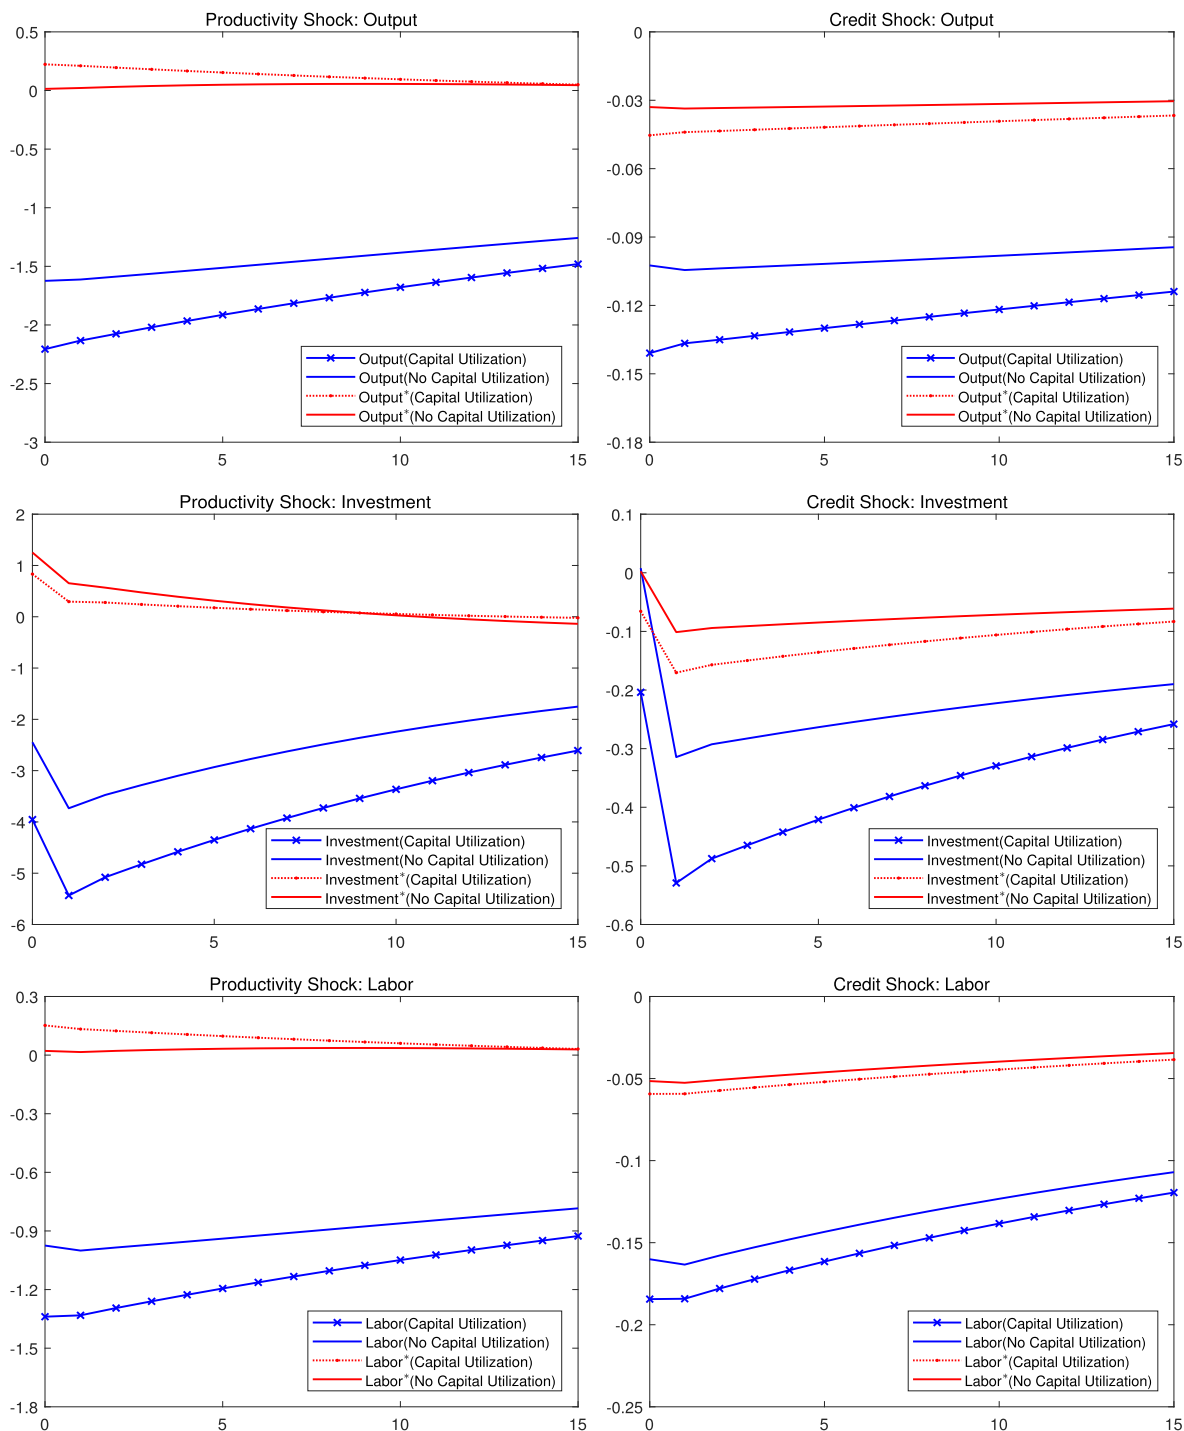 Productivity Shock: Output
0.5
0
-0.5
-1
-1.5
-2
-2.5
-3
0
5
10
15
Output(Capital Utilization)
Output(No Capital Utilization)
Output*(Capital Utilization)
Output*(No Capital Utilization)
Credit Shock: Output
0
-0.03
-0.06
-0.09
-0.12
-0.15
-0.18
0
5
10
15
Output(Capital Utilization)
Output(No Capital Utilization)
Output*(Capital Utilization)
Output*(No Capital Utilization)
Productivity Shock: Investment
2
1
0
-1
-2
-3
-4
-5
-6
0
5
10
15
Investment(Capital Utilization)
Investment(No Capital Utilization)
Investment*(Capital Utilization)
Investment*(No Capital Utilization)
Credit Shock: Investment
0.1
0
-0.1
-0.2
-0.3
-0.4
-0.5
-0.6
0
5
10
15
Investment(Capital Utilization)
Investment(No Capital Utilization)
Investment*(Capital Utilization)
Investment*(No Capital Utilization)
Productivity Shock: Labor
0.3
0
-0.3
-0.6
-0.9
-1.2
-1.5
-1.8
0
5
10
15
Labor(Capital Utilization)
Labor(No Capital Utilization)
Labor*(Capital Utilization)
Labor*(No Capital Utilization)
Credit Shock: Labor
0
-0.05
-0.1
-0.15
-0.2
-0.25
0
5
10
15
Labor(Capital Utilization)
Labor(No Capital Utilization)
Labor*(Capital Utilization)
Labor*(No Capital Utilization)